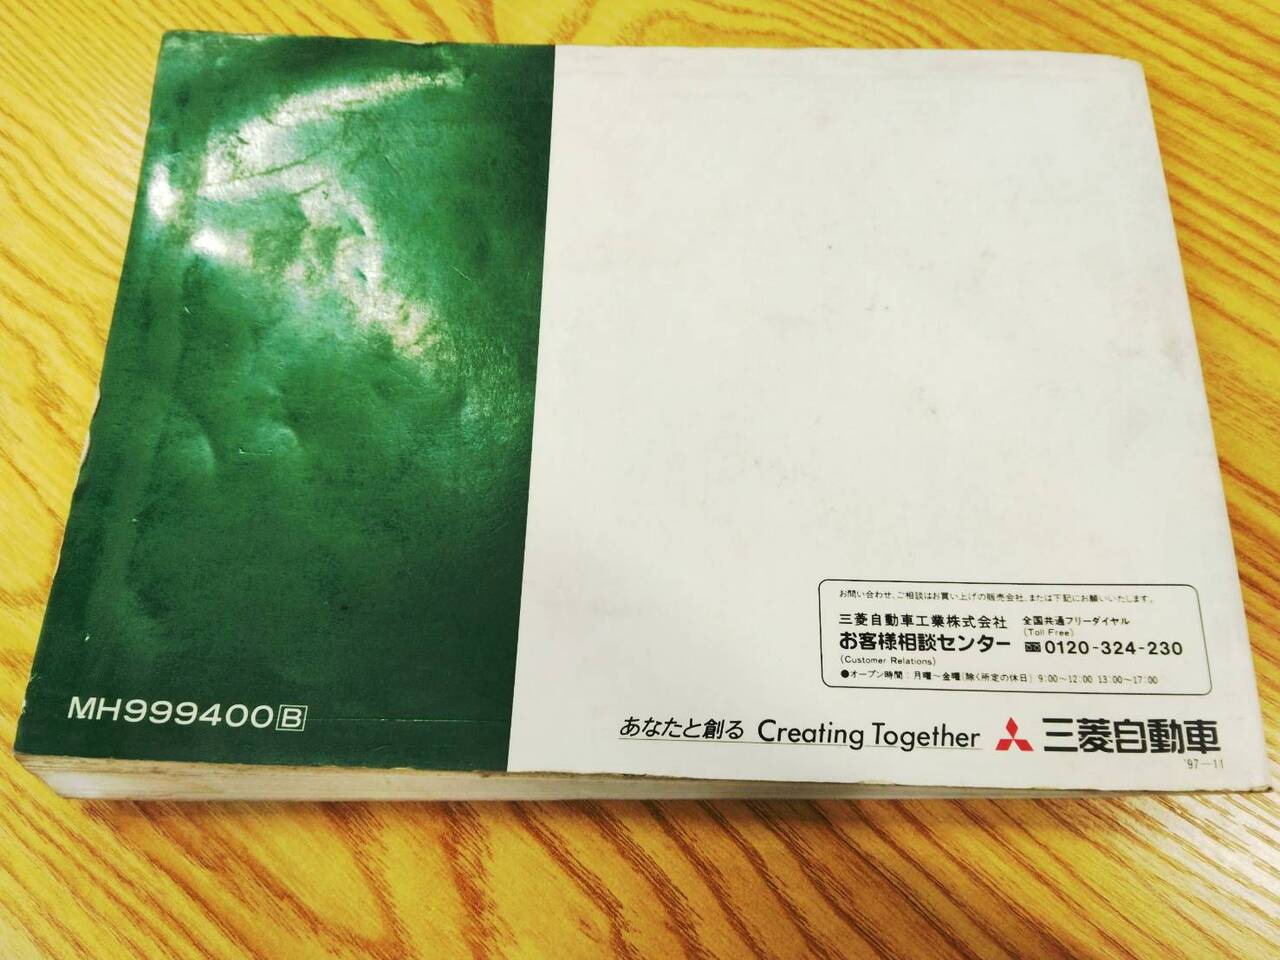 お問い合わせ、ご相談はお買い上げの販売会社、または下記にお願いいたします。
三菱自動車工業株式会社 全国共通フリーダイヤル
(Toll Free)
お客様相談センター 0120-324-230
(Customer Relations)
●オープン時間：月曜～金曜(除く所定の休日) 9:00～12:00 13:00～17:00
MH999400 B
あなたと創る Creating Together 三菱自動車
'97-11